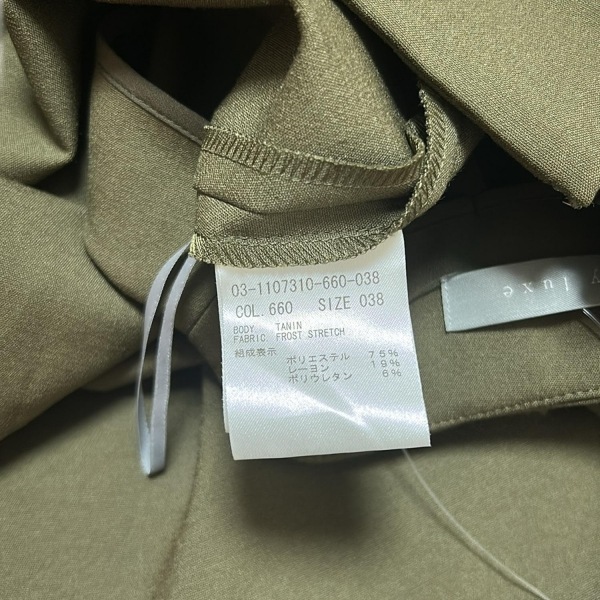 03-1107310-660-038
COL. 660 SIZE 038
BODY TANIN
FABRIC FROST STRETCH
組成表示
ポリエステル 75%
レーヨン 19%
ポリウレタン 6%
y luxe